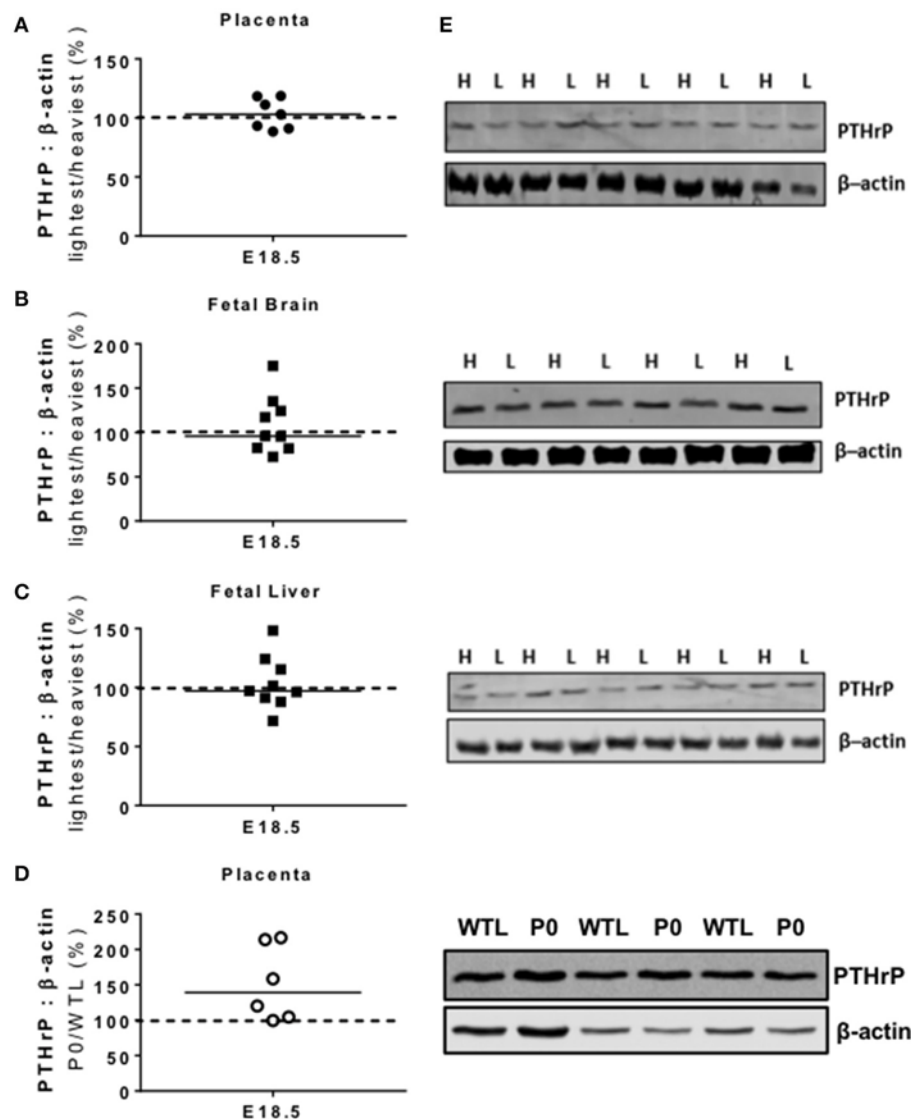 A
Placenta
PTHrP : β-actin
lightest/heaviest (%)
150
100
50
0
E18.5
B
Fetal Brain
PTHrP : β-actin
lightest/heaviest (%)
200
150
100
50
0
E18.5
C
Fetal Liver
PTHrP : β-actin
lightest/heaviest (%)
150
100
50
0
E18.5
D
Placenta
PTHrP : β-actin
P0/WTL (%)
250
200
150
100
50
0
E18.5
E
H L H L H L H L H L
PTHrP
β–actin
H L H L H L H L
PTHrP
β–actin
H L H L H L H L H L
PTHrP
β–actin
WTL P0 WTL P0 WTL P0
PTHrP
β-actin